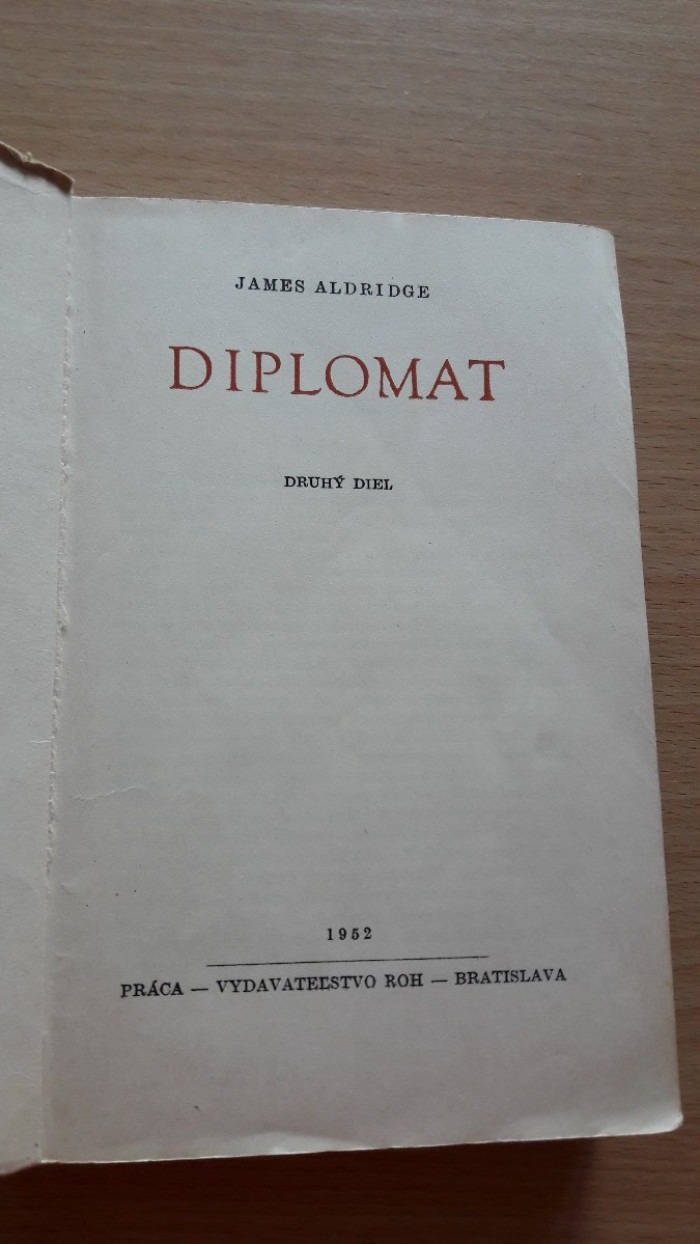 JAMES ALDRIDGE
DIPLOMAT
DRUHÝ DIEL
1952
PRÁCA — VYDAVATEĽSTVO ROH — BRATISLAVA